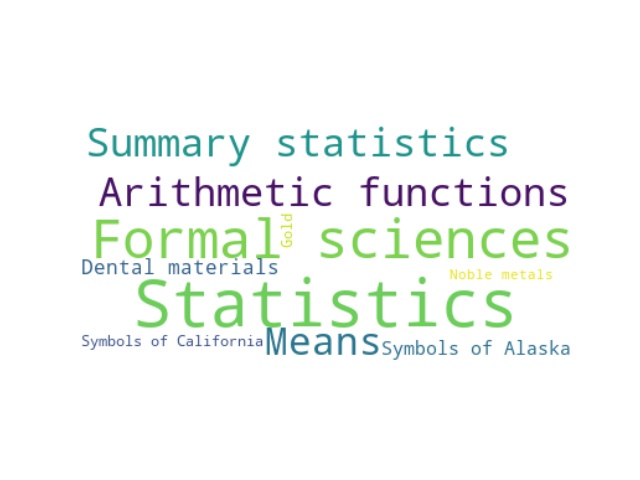 Summary statistics
Arithmetic functions
Formal sciences
Gold
Dental materials
Noble metals
Statistics
Symbols of California
Means
Symbols of Alaska